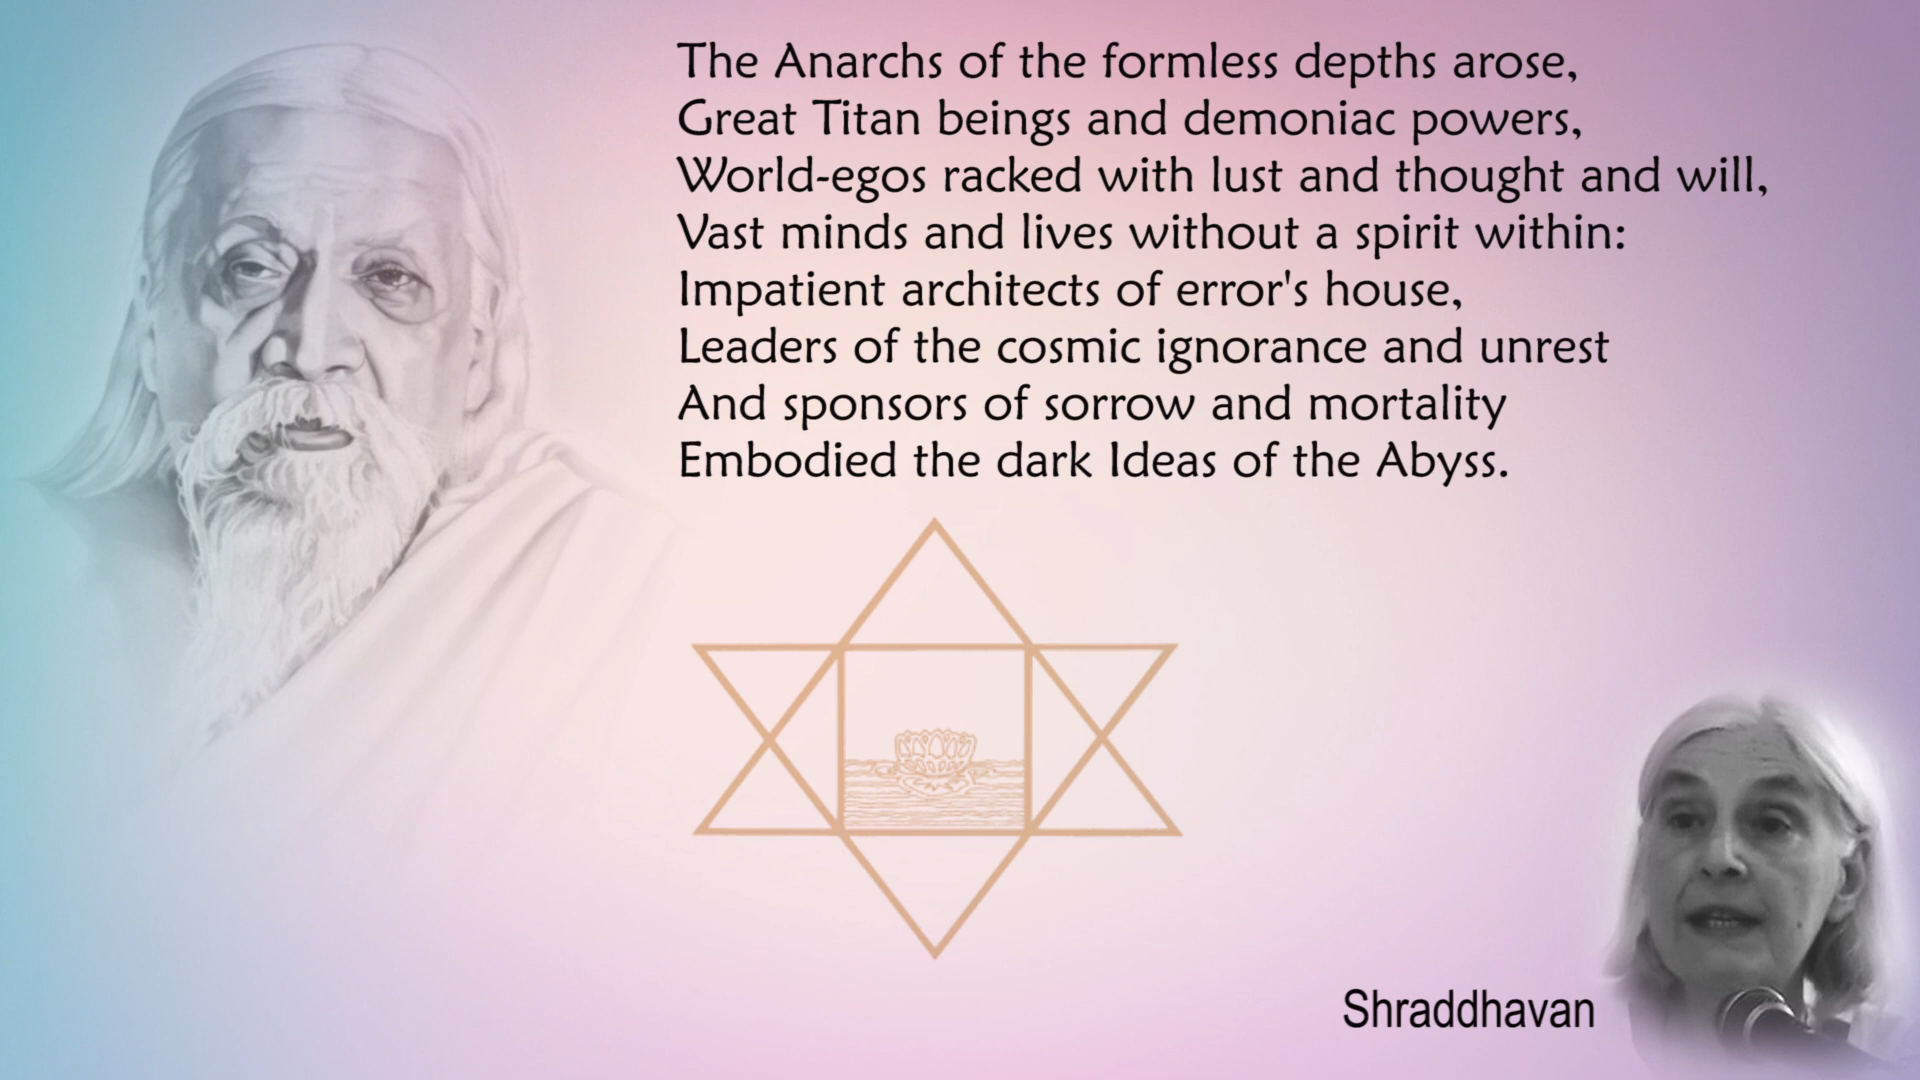 The Anarchs of the formless depths arose,
Great Titan beings and demoniac powers,
World-egos racked with lust and thought and will,
Vast minds and lives without a spirit within:
Impatient architects of error's house,
Leaders of the cosmic ignorance and unrest
And sponsors of sorrow and mortality
Embodied the dark Ideas of the Abyss.
Shraddhavan